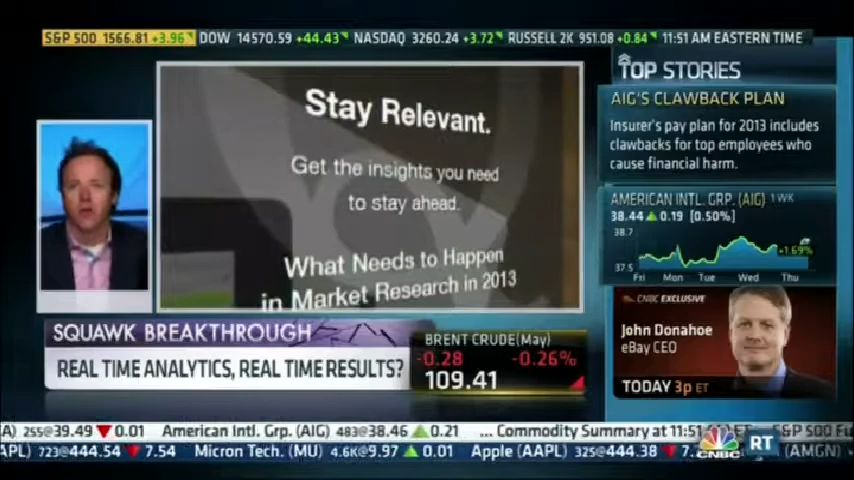 S&P 500 1566.81 +3.96 DOW 14570.59 +44.43 NASDAQ 3260.24 +3.72 RUSSELL 2K 951.08 +0.84 11:51 AM EASTERN TIME
Stay Relevant.
Get the insights you need
to stay ahead.
What Needs to Happen
in Market Research in 2013
TOP STORIES
AIG'S CLAWBACK PLAN
Insurer's pay plan for 2013 includes
clawbacks for top employees who
cause financial harm.
AMERICAN INTL. GRP. (AIG) 1 WK
38.44 0.19 [0.50%]
38.7
+1.69%
37.5
Fri Mon Tue Wed Thu
CNBC EXCLUSIVE
John Donahoe
eBay CEO
TODAY 3p ET
SQUAWK BREAKTHROUGH
REAL TIME ANALYTICS, REAL TIME RESULTS?
BRENT CRUDE(May)
-0.28 -0.26%
109.41
A) 255@39.49 0.01 American Intl. Grp. (AIG) 483@38.46 0.21 ... Commodity Summary at 11:51 ET S&P 500 Fu
APL) 723@444.54 7.54 Micron Tech. (MU) 4.6K@9.97 0.01 Apple (AAPL) 325@444.38 7.
CNBC RT